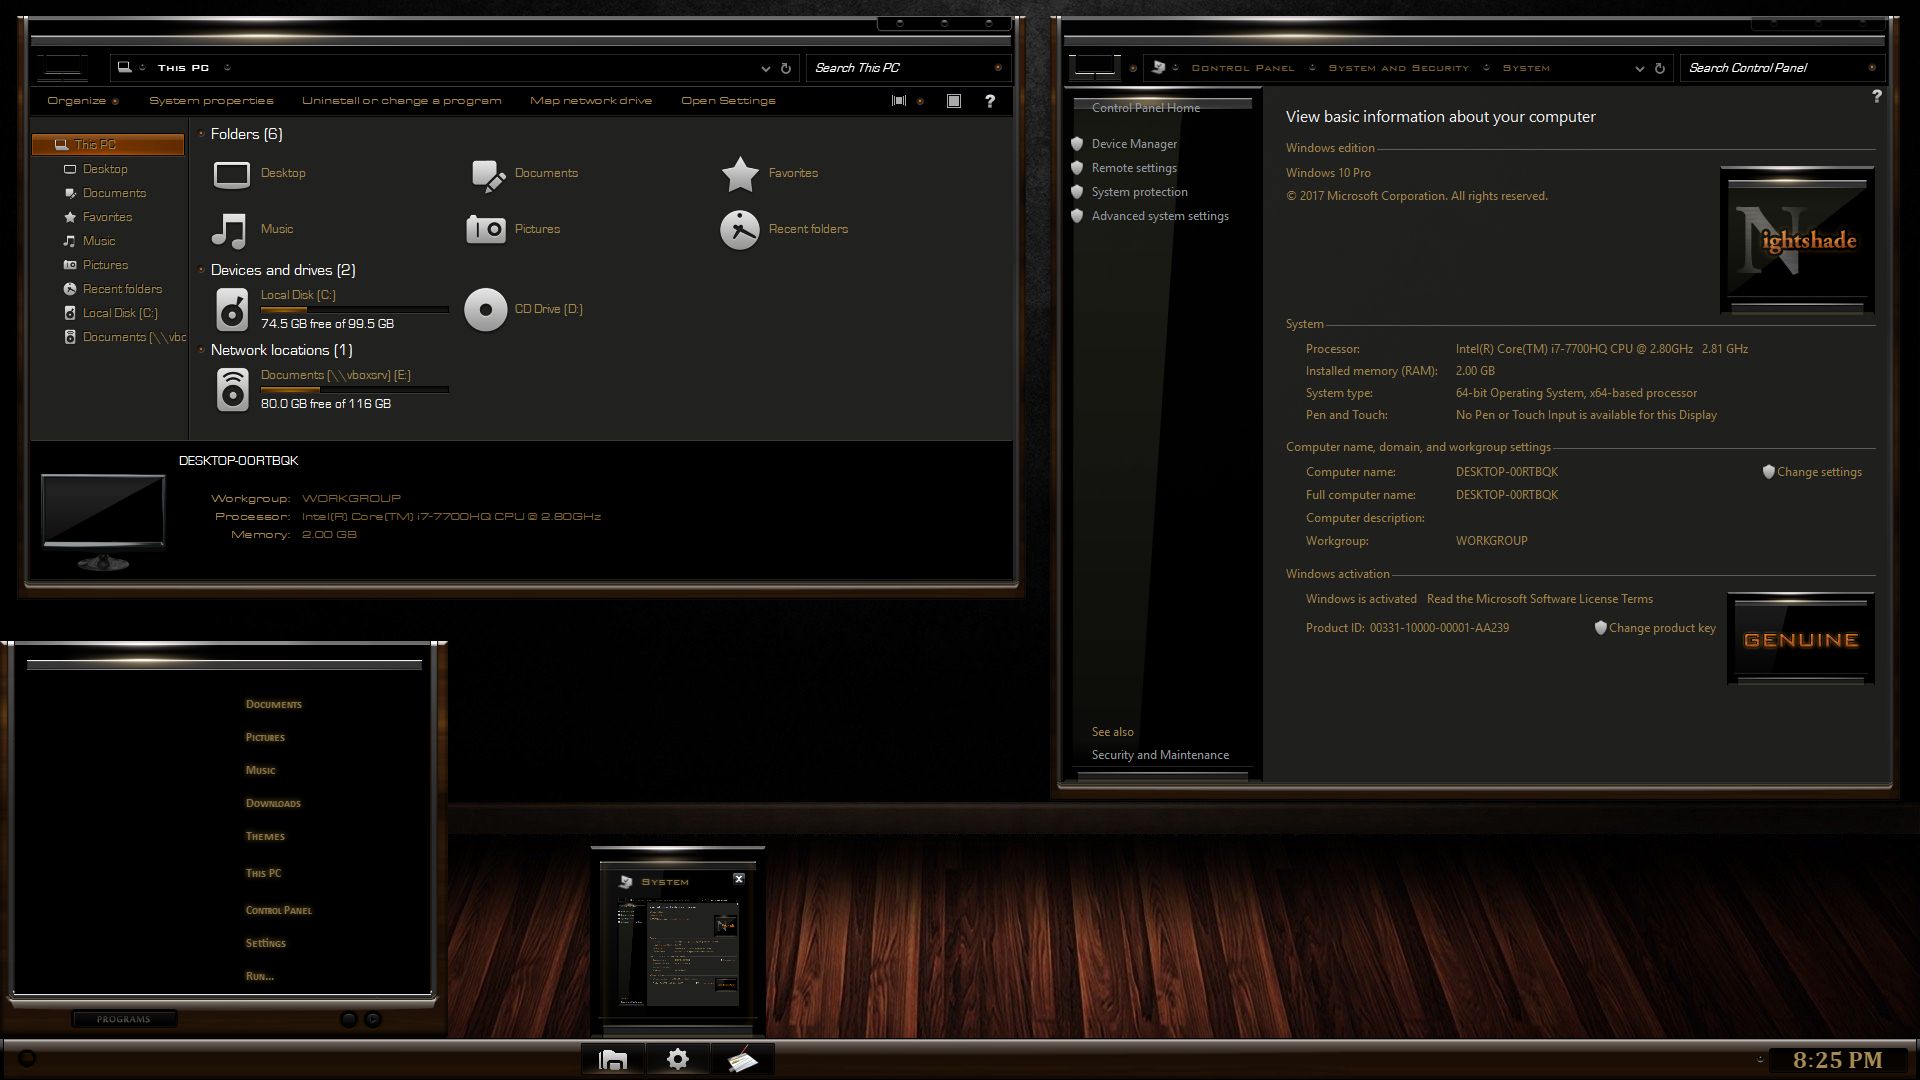 This PC
Search This PC
Organize
System properties
Uninstall or change a program
Map network drive
Open Settings
?
This PC
Desktop
Documents
Favorites
Music
Pictures
Recent folders
Local Disk (C:)
Documents (\\vbo
Folders (6)
Desktop
Documents
Favorites
Music
Pictures
Recent folders
Devices and drives (2)
Local Disk (C:)
74.5 GB free of 99.5 GB
CD Drive (D:)
Network locations (1)
Documents (\\vboxsrv) (E:)
80.0 GB free of 116 GB
DESKTOP-00RTBQK
Workgroup: WORKGROUP
Processor: Intel(R) Core(TM) i7-7700HQ CPU @ 2.80GHz
Memory: 2.00 GB
Control Panel
System and Security
System
Search Control Panel
?
Control Panel Home
Device Manager
Remote settings
System protection
Advanced system settings
See also
Security and Maintenance
View basic information about your computer
Windows edition
Windows 10 Pro
© 2017 Microsoft Corporation. All rights reserved.
Nightshade
System
Processor: Intel(R) Core(TM) i7-7700HQ CPU @ 2.80GHz 2.81 GHz
Installed memory (RAM): 2.00 GB
System type: 64-bit Operating System, x64-based processor
Pen and Touch: No Pen or Touch Input is available for this Display
Computer name, domain, and workgroup settings
Computer name: DESKTOP-00RTBQK
Change settings
Full computer name: DESKTOP-00RTBQK
Computer description:
Workgroup: WORKGROUP
Windows activation
Windows is activated Read the Microsoft Software License Terms
Product ID: 00331-10000-00001-AA239
Change product key
GENUINE
Documents
Pictures
Music
Downloads
Themes
This PC
Control Panel
Settings
Run...
PROGRAMS
System
8:25 PM